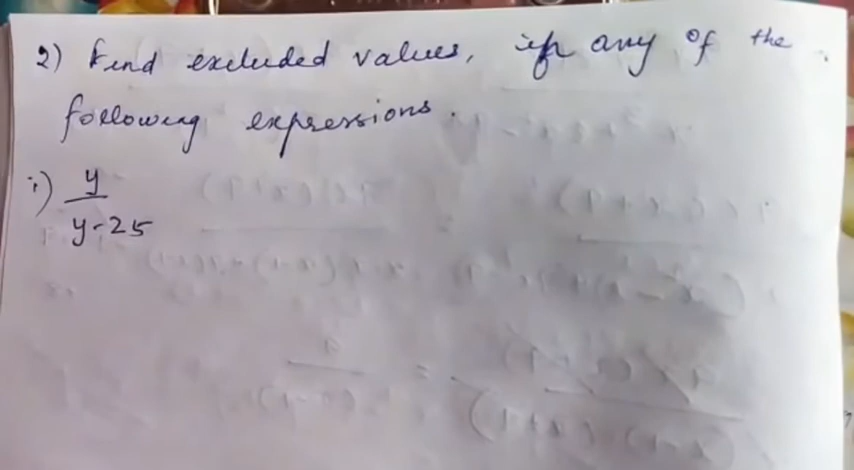 2) Find excluded values, if any of the
following expressions.
i) y
y-25